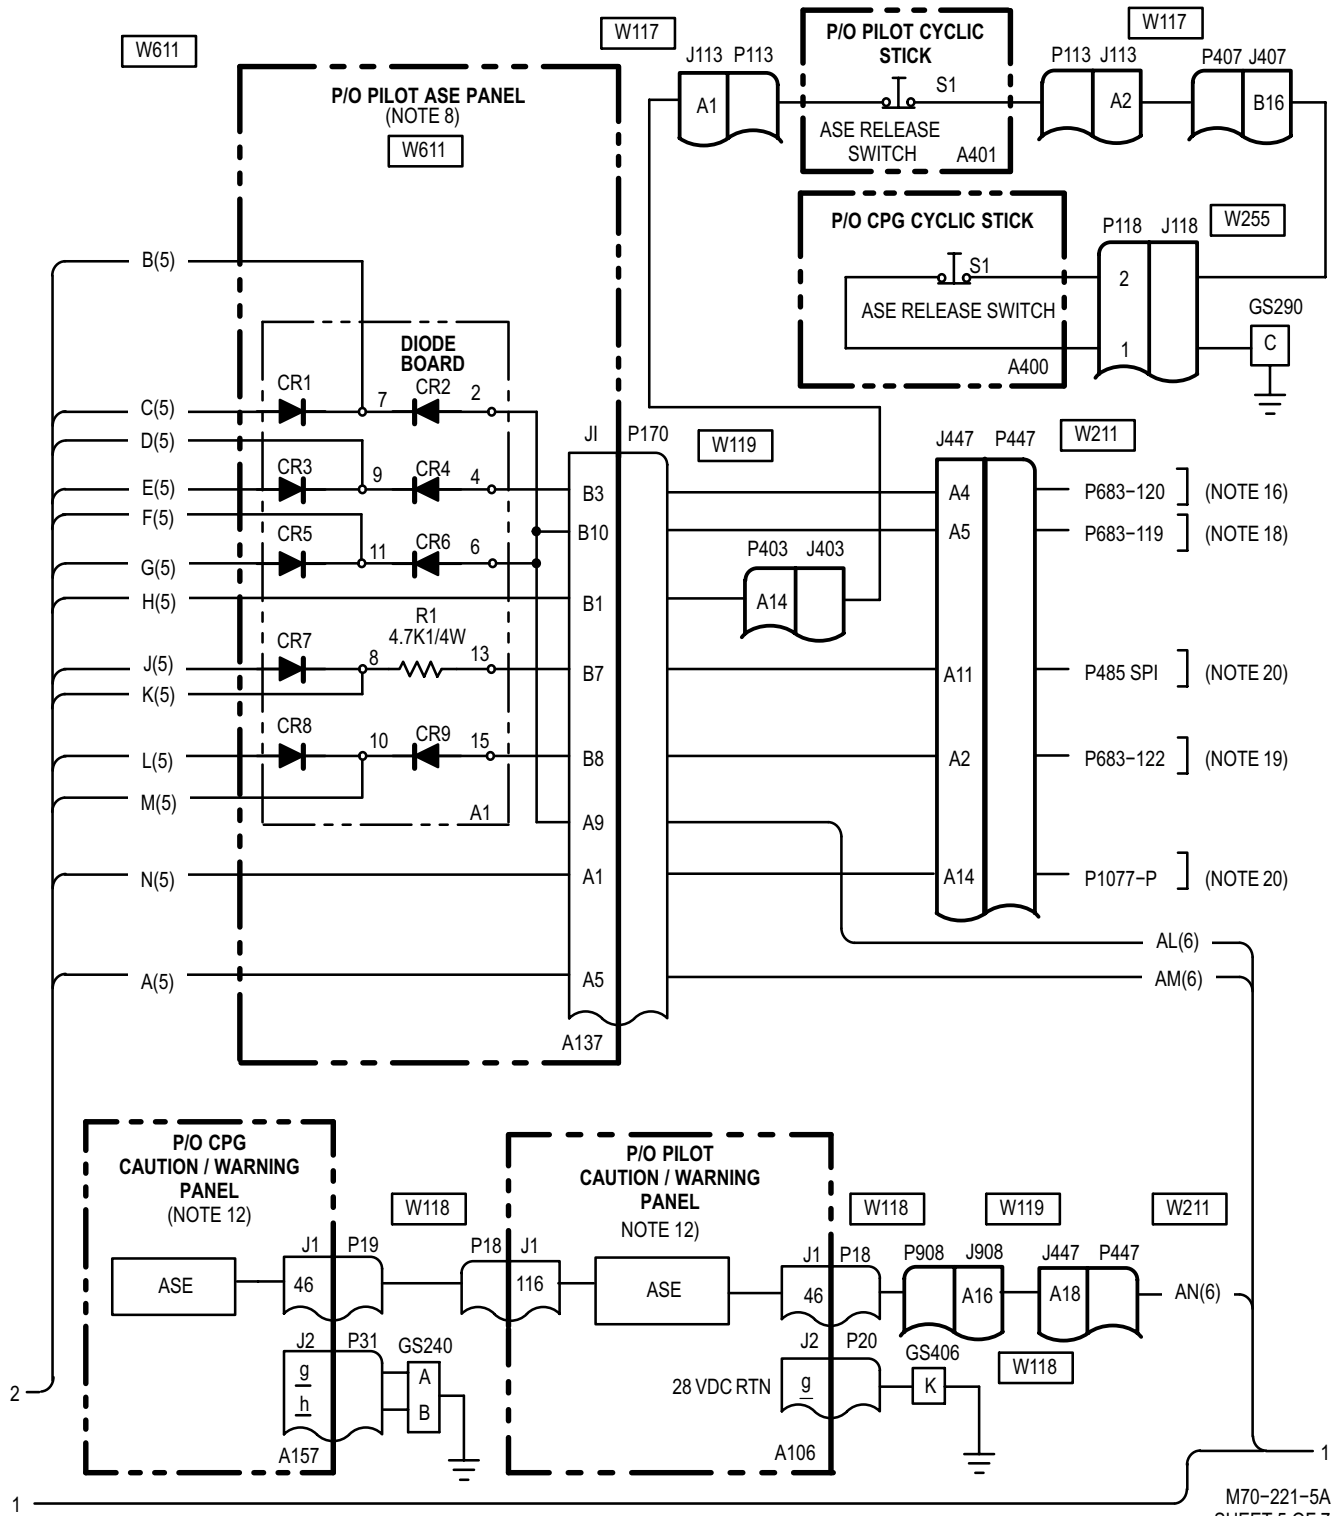 W611
W117
P/O PILOT CYCLIC
STICK
W117
J113 P113
S1
P113 J113
P407 J407
A1
A2
B16
ASE RELEASE
SWITCH
A401
P/O PILOT ASE PANEL
(NOTE 8)
W611
P/O CPG CYCLIC STICK
P118 J118
W255
S1
2
ASE RELEASE SWITCH
1
A400
GS290
C
B(5)
DIODE
BOARD
CR1
7
CR2
2
C(5)
D(5)
JI
P170
W119
J447 P447
W211
CR3
9
CR4
4
E(5)
B3
A4
P683−120
(NOTE 16)
F(5)
CR5
11
CR6
6
B10
A5
P683−119
(NOTE 18)
G(5)
P403 J403
H(5)
B1
A14
R1
4.7K1/4W
CR7
8
13
J(5)
B7
A11
P485 SPI
(NOTE 20)
K(5)
CR8
10
CR9
15
L(5)
B8
A2
P683−122
(NOTE 19)
M(5)
A1
A9
N(5)
A1
A14
P1077−P
(NOTE 20)
AL(6)
A(5)
A5
AM(6)
A137
P/O CPG
CAUTION / WARNING
PANEL
(NOTE 12)
P/O PILOT
CAUTION / WARNING
PANEL
NOTE 12)
W118
W118
W119
W211
J1 P19
P18 J1
J1 P18
P908 J908
J447 P447
ASE
46
116
ASE
46
A16
A18
AN(6)
J2 P31
GS240
J2 P20
GS406
W118
g
A
28 VDC RTN
g
K
2
h
B
A157
A106
1
1
M70−221−5A
SHEET 5 OF 7